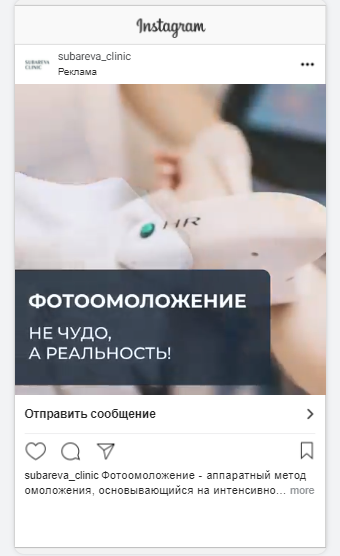 Instagram
SUBAREVA
CLINIC
subareva_clinic
Реклама
HR
ФОТООМОЛОЖЕНИЕ
НЕ ЧУДО,
А РЕАЛЬНОСТЬ!
Отправить сообщение
subareva_clinic Фотоомоложение - аппаратный метод
омоложения, основывающийся на интенсивно... more